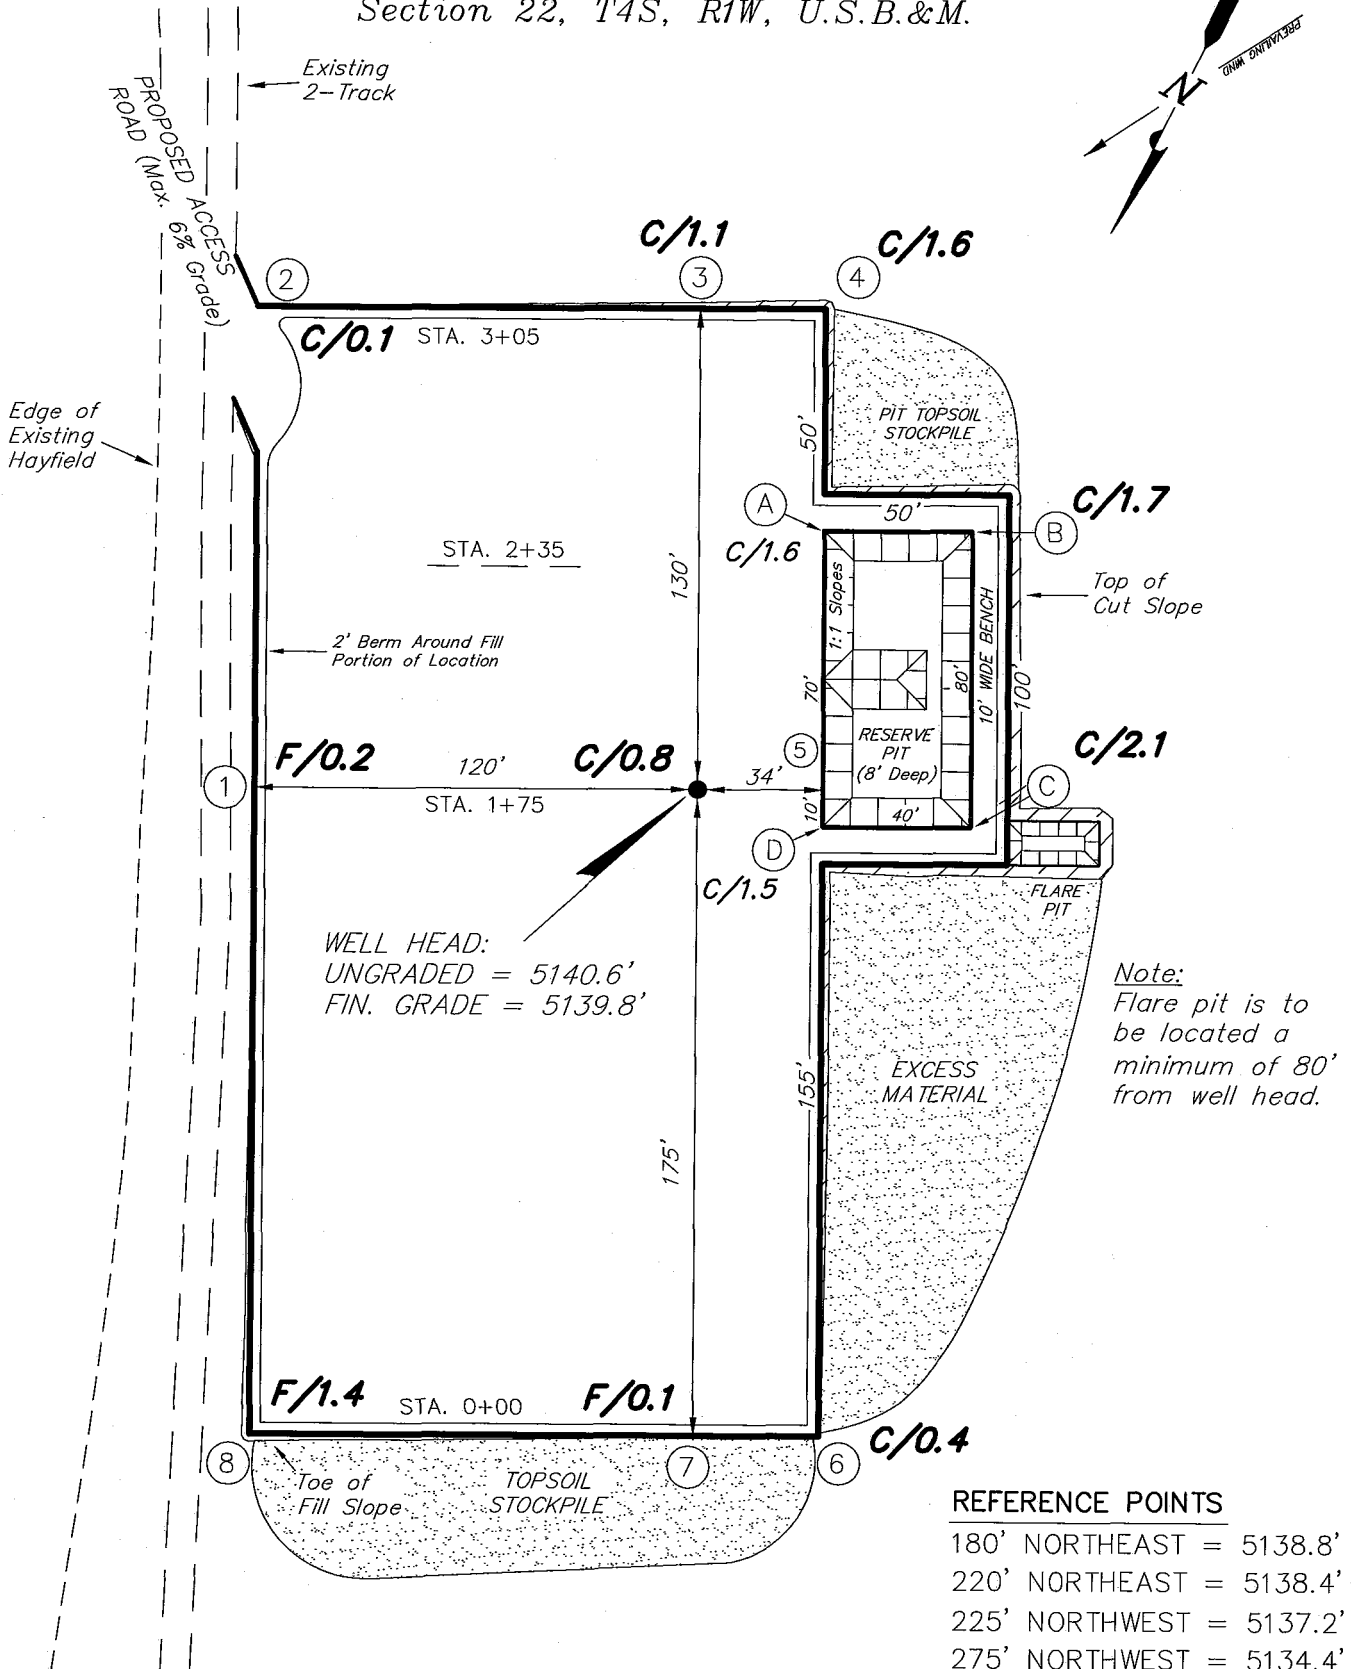 Section 22, T4S, R1W, U.S.B.&M.
PREVAILING WIND
N
Existing
2-Track
PROPOSED ACCESS
ROAD (Max. 6% Grade)
C/1.1
C/1.6
2
3
4
C/0.1
STA. 3+05
Edge of
Existing
Hayfield
50'
PIT TOPSOIL
STOCKPILE
C/1.7
A
50'
B
C/1.6
STA. 2+35
130'
1:1 Slopes
10' WIDE BENCH
Top of
Cut Slope
2' Berm Around Fill
Portion of Location
70'
80'
100'
RESERVE
PIT
(8' Deep)
5
C/2.1
F/0.2
120'
C/0.8
34'
1
STA. 1+75
10'
40'
C
D
C/1.5
FLARE
PIT
WELL HEAD:
UNGRADED = 5140.6'
FIN. GRADE = 5139.8'
Note:
Flare pit is to
be located a
minimum of 80'
from well head.
EXCESS
MATERIAL
155'
175'
F/1.4
STA. 0+00
F/0.1
C/0.4
8
7
6
Toe of
Fill Slope
TOPSOIL
STOCKPILE
REFERENCE POINTS
180' NORTHEAST = 5138.8'
220' NORTHEAST = 5138.4'
225' NORTHWEST = 5137.2'
275' NORTHWEST = 5134.4'